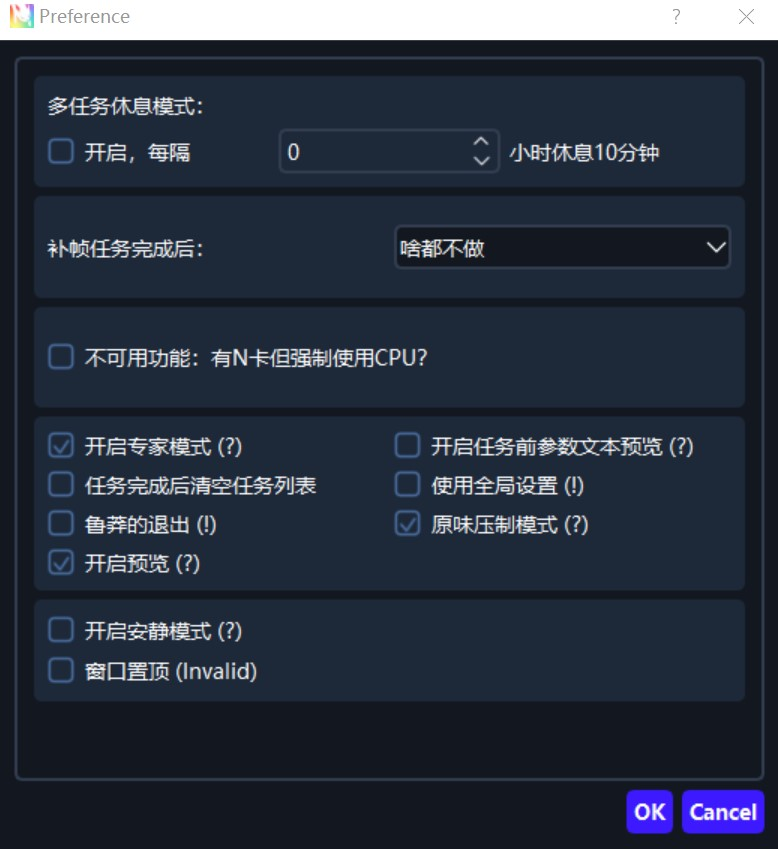 Preference
多任务休息模式：
开启，每隔 0 小时休息10分钟
补帧任务完成后： 啥都不做
不可用功能：有N卡但强制使用CPU?
开启专家模式 (?) 开启任务前参数文本预览 (?)
任务完成后清空任务列表 使用全局设置 (!)
鲁莽的退出 (!) 原味压制模式 (?)
开启预览 (?)
开启安静模式 (?)
窗口置顶 (Invalid)
OK Cancel